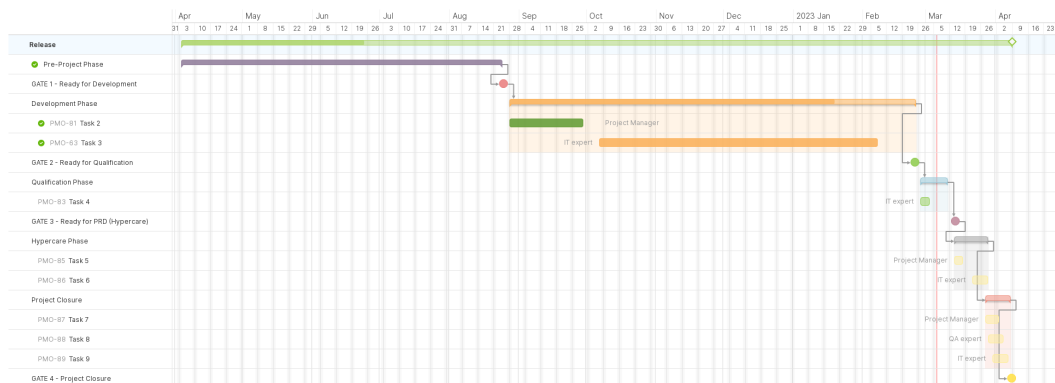 Apr May Jun Jul Aug Sep Oct Nov Dec 2023 Jan Feb Mar Apr
31 3 10 17 24 1 8 15 22 29 5 12 19 26 3 10 17 24 31 7 14 21 28 4 11 18 25 2 9 16 23 30 6 13 20 27 4 11 18 25 1 8 15 22 29 5 12 19 26 5 12 19 26 2 9 16 23
Release
Pre-Project Phase
GATE 1 - Ready for Development
Development Phase
PMO-81 Task 2 Project Manager
PMO-63 Task 3 IT expert
GATE 2 - Ready for Qualification
Qualification Phase
PMO-83 Task 4 IT expert
GATE 3 - Ready for PRD (Hypercare)
Hypercare Phase
PMO-85 Task 5 Project Manager
PMO-86 Task 6 IT expert
Project Closure
PMO-87 Task 7 Project Manager
PMO-88 Task 8 QA expert
PMO-89 Task 9 IT expert
GATE 4 - Project Closure